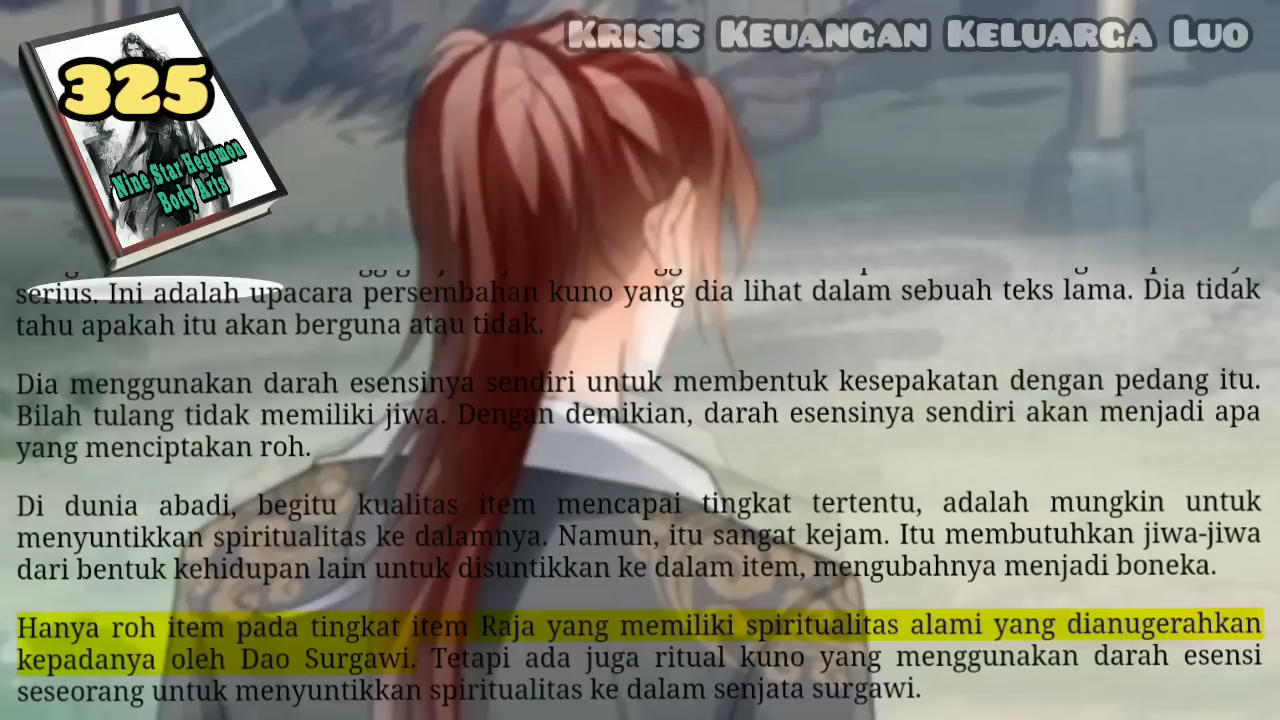 Krisis Keuangan Keluarga Luo
325
Nine Star Hegemon
Body Arts
serius. Ini adalah upacara persembahan kuno yang dia lihat dalam sebuah teks lama. Dia tidak
tahu apakah itu akan berguna atau tidak.
Dia menggunakan darah esensinya sendiri untuk membentuk kesepakatan dengan pedang itu.
Bilah tulang tidak memiliki jiwa. Dengan demikian, darah esensinya sendiri akan menjadi apa
yang menciptakan roh.
Di dunia abadi, begitu kualitas item mencapai tingkat tertentu, adalah mungkin untuk
menyuntikkan spiritualitas ke dalamnya. Namun, itu sangat kejam. Itu membutuhkan jiwa-jiwa
dari bentuk kehidupan lain untuk disuntikkan ke dalam item, mengubahnya menjadi boneka.
Hanya roh item pada tingkat item Raja yang memiliki spiritualitas alami yang dianugerahkan
kepadanya oleh Dao Surgawi. Tetapi ada juga ritual kuno yang menggunakan darah esensi
seseorang untuk menyuntikkan spiritualitas ke dalam senjata surgawi.